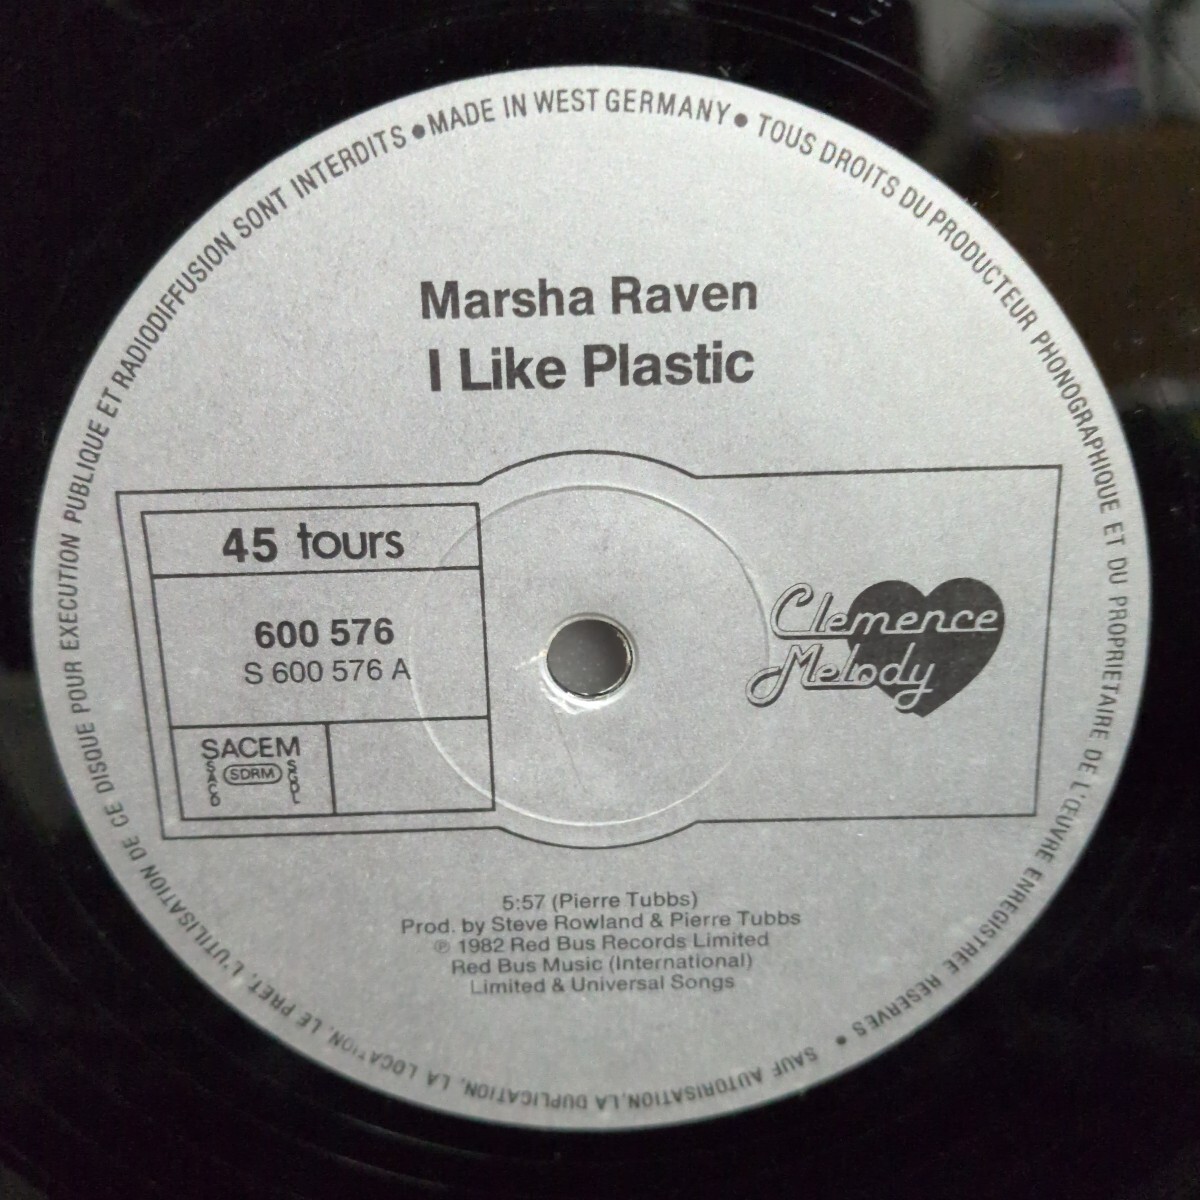 ● MADE IN WEST GERMANY ● TOUS DROITS DU PRODUCTEUR PHONOGRAPHIQUE ET DU PROPRIETAIRE DE L'ŒUVRE ENREGISTREE RESERVES ● SAUF AUTORISATION, LA DUPLICATION, LA LOCATION, LE PRET, L'UTILISATION DE CE DISQUE POUR EXECUTION PUBLIQUE ET RADIODIFFUSION SONT INTERDITS
Marsha Raven
I Like Plastic
45 tours
600 576
S 600 576 A
SACEM
SACD
SDRM
SGDL
Clemence
Melody
5:57 (Pierre Tubbs)
Prod. by Steve Rowland & Pierre Tubbs
℗ 1982 Red Bus Records Limited
Red Bus Music (International)
Limited & Universal Songs